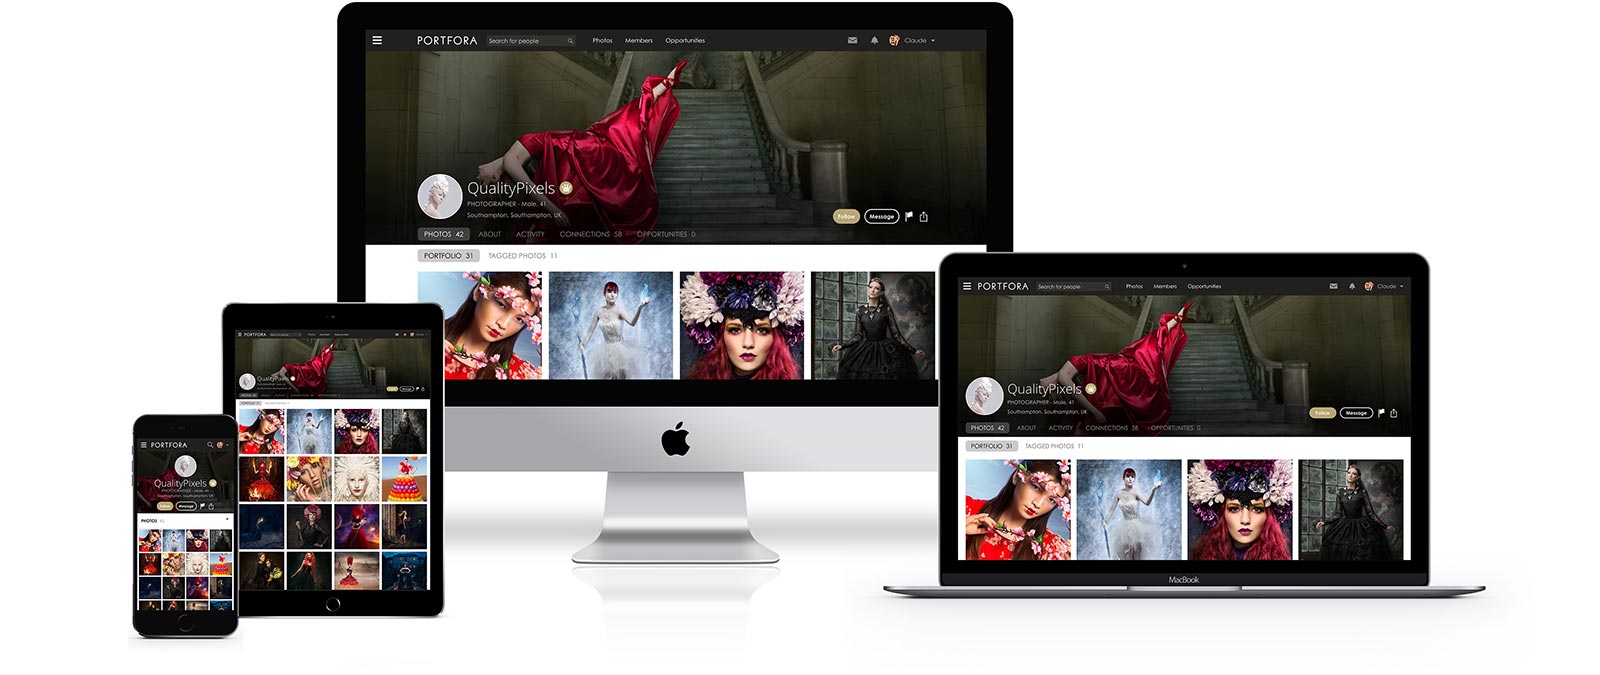 PORTFORA Search for people Photos Members Opportunities Claude
QualityPixels
PHOTOGRAPHER - Male, 41
Southampton, Southampton, UK
Follow Message
PHOTOS 42 ABOUT ACTIVITY CONNECTIONS 58 OPPORTUNITIES 0
PORTFOLIO 31 TAGGED PHOTOS 11
PORTFORA Search for people Photos Members Opportunities Claude
QualityPixels
PHOTOGRAPHER - Male, 41
Southampton, Southampton, UK
Follow Message
PHOTOS 42 ABOUT ACTIVITY CONNECTIONS 58 OPPORTUNITIES 0
PORTFOLIO 31 TAGGED PHOTOS 11
MacBook
PORTFORA
QualityPixels
PORTFORA
QualityPixels
PHOTOGRAPHER - Male, 41
Southampton, Southampton, UK
Follow Message
PHOTOS 42